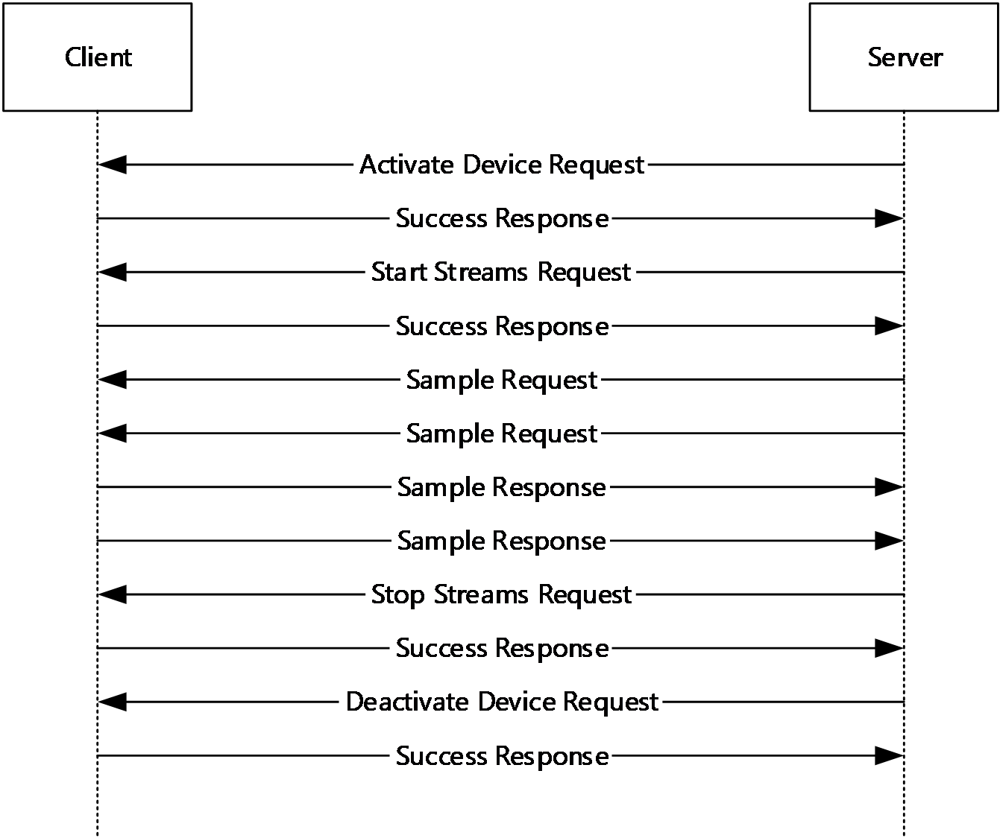 Client
Server
Activate Device Request
Success Response
Start Streams Request
Success Response
Sample Request
Sample Request
Sample Response
Sample Response
Stop Streams Request
Success Response
Deactivate Device Request
Success Response